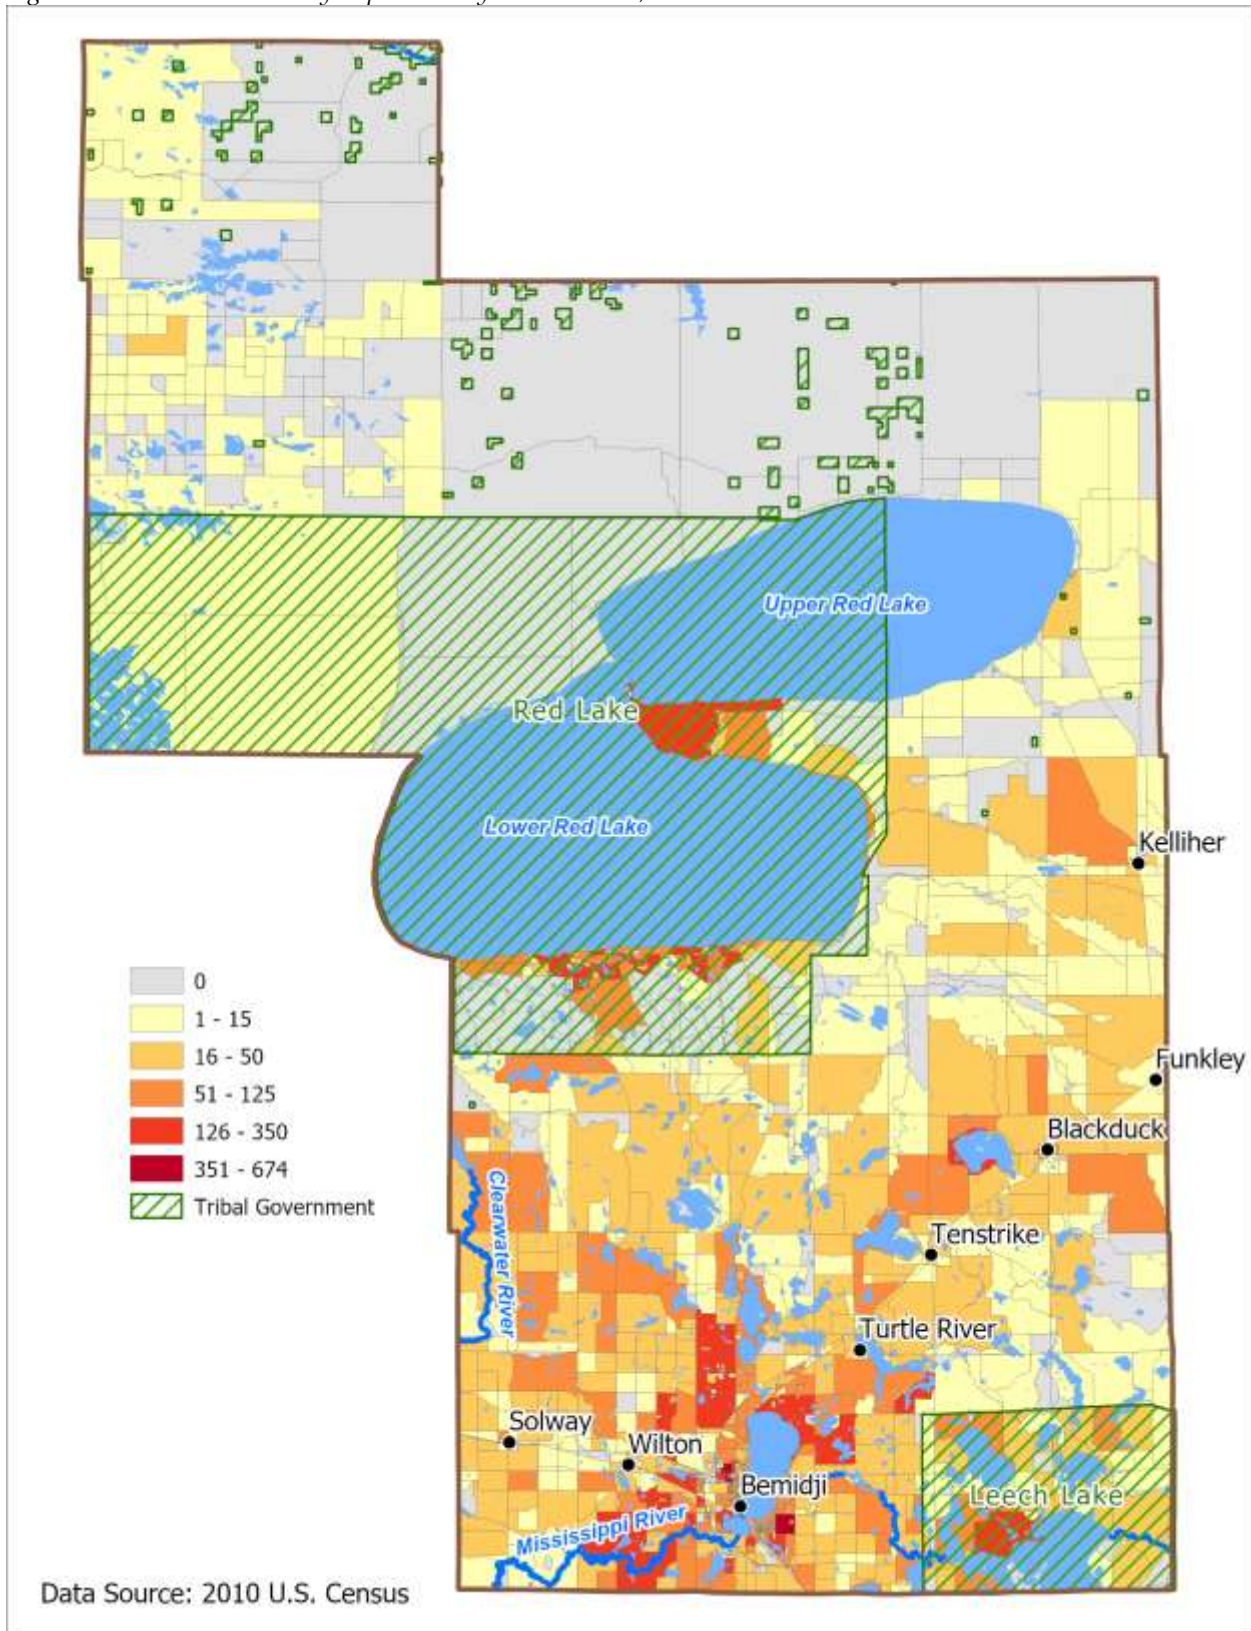 Upper Red Lake
Red Lake
Lower Red Lake
Kelliher
0
1 - 15
16 - 50
51 - 125
126 - 350
351 - 674
Tribal Government
Funkley
Blackduck
Clearwater River
Tenstrike
Turtle River
Solway
Wilton
Bemidji
Leech Lake
Mississippi River
Data Source: 2010 U.S. Census